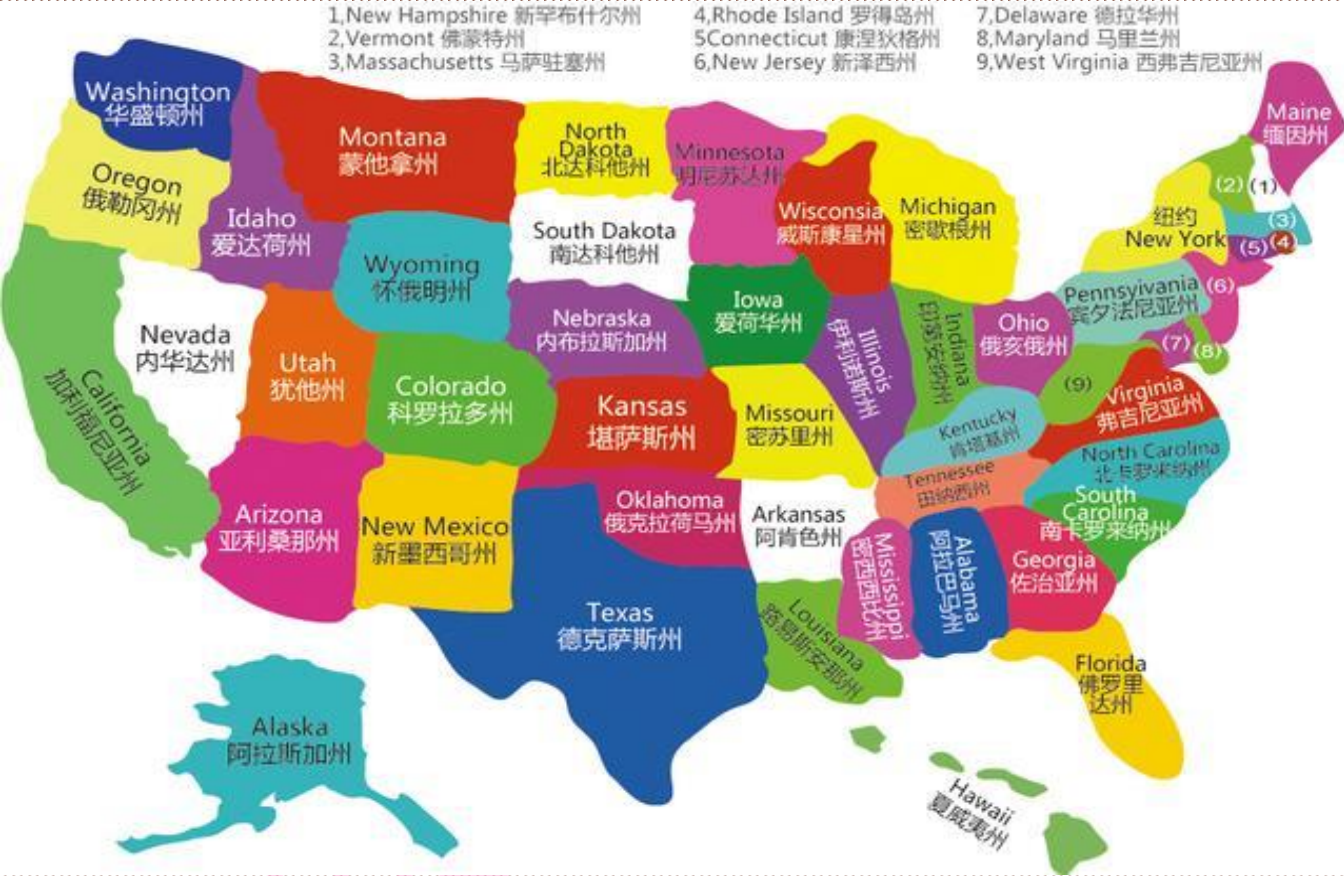 1,New Hampshire 新罕布什尔州
2,Vermont 佛蒙特州
3,Massachusetts 马萨驻塞州
4,Rhode Island 罗得岛州
5Connecticut 康涅狄格州
6,New Jersey 新泽西州
7,Delaware 德拉华州
8,Maryland 马里兰州
9,West Virginia 西弗吉尼亚州
Washington
华盛顿州
Oregon
俄勒冈州
Idaho
爱达荷州
Montana
蒙他拿州
North
Dakota
北达科他州
Minnesota
明尼苏达州
Wisconsia
威斯康星州
Michigan
密歇根州
Maine
缅因州
(2)
(1)
(3)
纽约
New York
(5)
(4)
South Dakota
南达科他州
Wyoming
怀俄明州
Nevada
内华达州
Utah
犹他州
Colorado
科罗拉多州
Nebraska
内布拉斯加州
Iowa
爱荷华州
Illinois
伊利诺斯州
Indiana
印第安纳州
Ohio
俄亥俄州
Pennsyivania
宾夕法尼亚州
(6)
(7)
(8)
(9)
Virginia
弗吉尼亚州
California
加利福尼亚州
Kansas
堪萨斯州
Missouri
密苏里州
Kentucky
肯塔基州
North Carolina
北卡罗来纳州
Tennessee
田纳西州
South
Carolina
南卡罗来纳州
Arizona
亚利桑那州
New Mexico
新墨西哥州
Oklahoma
俄克拉荷马州
Arkansas
阿肯色州
Mississippi
密西西比州
Alabama
阿拉巴马州
Georgia
佐治亚州
Texas
德克萨斯州
Louisiana
路易斯安那州
Florida
佛罗里
达州
Alaska
阿拉斯加州
Hawaii
夏威夷州